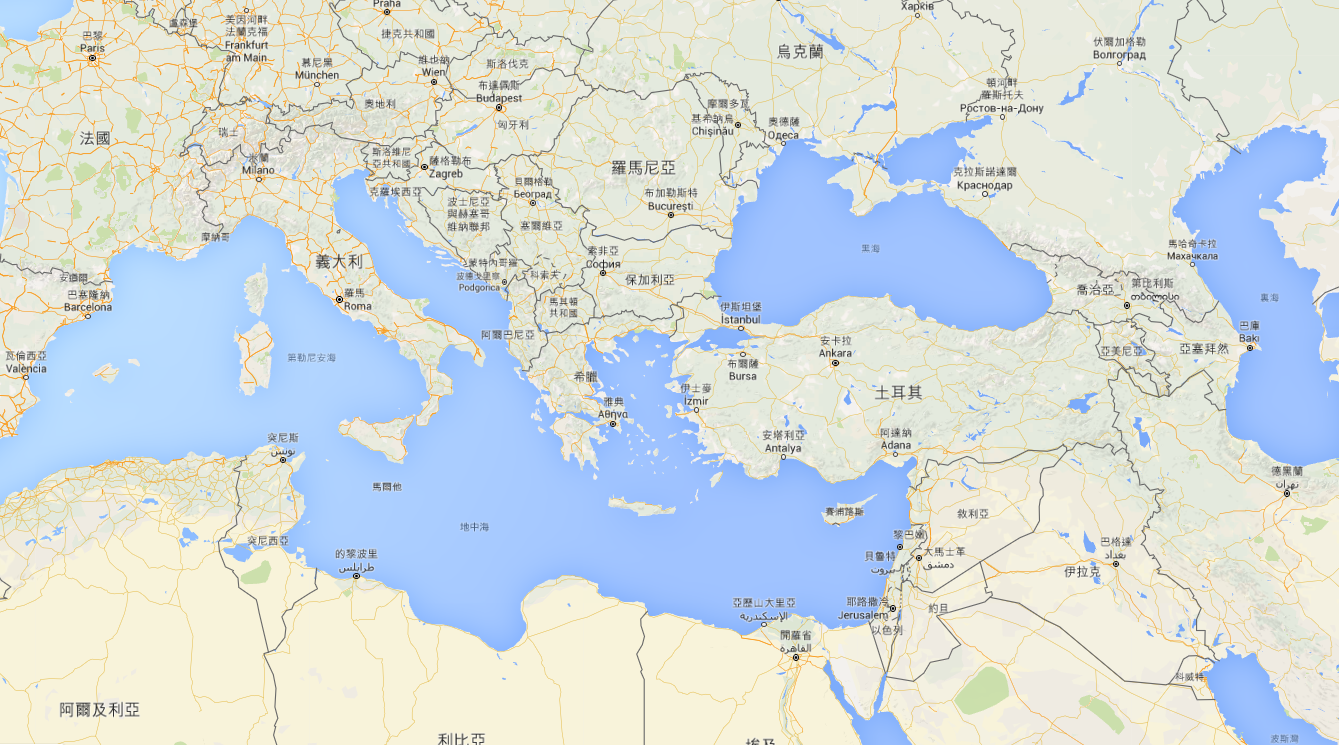 Praha
Харків
盧森堡
美因河畔
法蘭克福
Frankfurt
am Main
捷克共和國
巴黎
Paris
烏克蘭
伏爾加格勒
Волгоград
慕尼黑
München
維也納
Wien
斯洛伐克
布達佩斯
Budapest
頓河畔
羅斯托夫
Ростов-на-Дону
奧地利
匈牙利
摩爾多瓦
基希納烏
Chișinău
奧德薩
Одеса
法國
瑞士
米蘭
Milano
斯洛維尼
亞共和國
薩格勒布
Zagreb
羅馬尼亞
克拉斯諾達爾
Краснодар
克羅埃西亞
貝爾格勒
Београд
布加勒斯特
București
波士尼亞
與赫塞哥
維納聯邦
塞爾維亞
摩納哥
義大利
索非亞
София
黑海
馬哈奇卡拉
Махачкала
蒙特內哥羅
波德戈里察
Podgorica
科索夫
保加利亞
安道爾
巴塞隆納
Barcelona
羅馬
Roma
馬其頓
共和國
喬治亞
第比利斯
თბილისი
裏海
伊斯坦堡
İstanbul
阿爾巴尼亞
安卡拉
Ankara
巴庫
Bakı
亞美尼亞
亞塞拜然
瓦倫西亞
València
第勒尼安海
布爾薩
Bursa
希臘
伊士麥
İzmir
土耳其
雅典
Αθήνα
突尼斯
تونس
安塔利亞
Antalya
阿達納
Adana
德黑蘭
تهران
馬爾他
地中海
賽浦路斯
敘利亞
突尼西亞
的黎波里
طرابلس
黎巴嫩
貝魯特
بيروت
大馬士革
دمشق
巴格達
بغداد
伊拉克
亞歷山大里亞
الإسكندرية
耶路撒冷
Jerusalem
約旦
以色列
開羅省
القاهرة
科威特
阿爾及利亞
利比亞
埃及
波斯灣